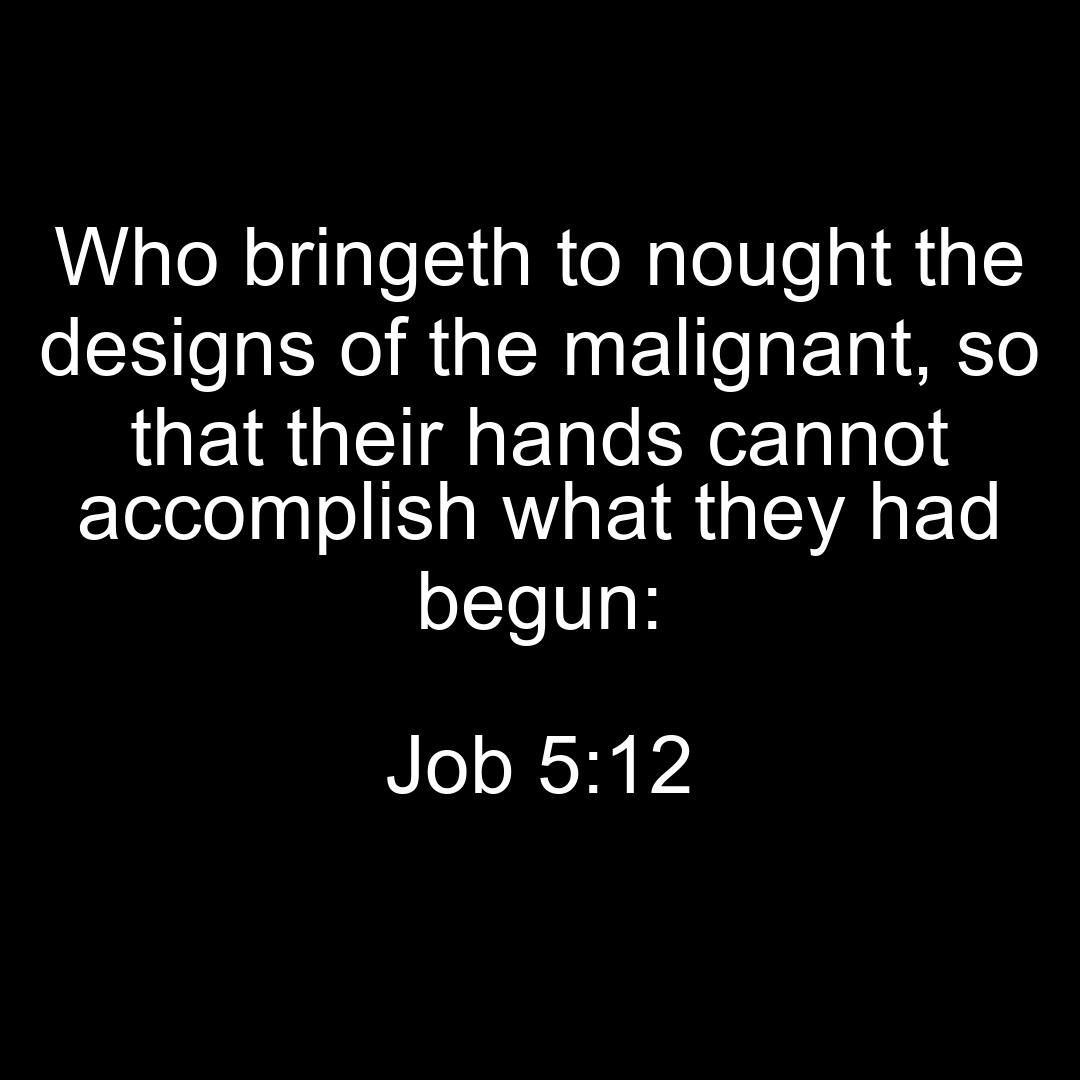 Who bringeth to nought the
designs of the malignant, so
that their hands cannot
accomplish what they had
begun:
Job 5:12